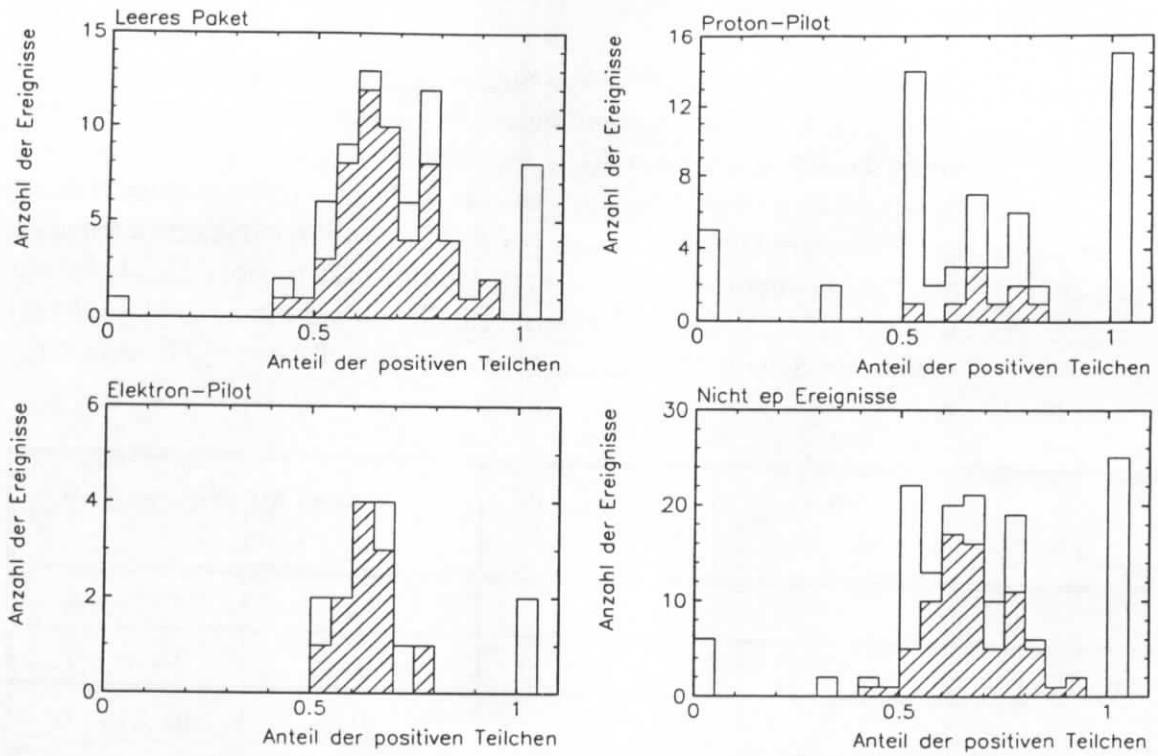 Leeres Paket
Anzahl der Ereignisse
15
10
5
0
0
0.5
1
Anteil der positiven Teilchen
Proton-Pilot
Anzahl der Ereignisse
16
12
8
4
0
0
0.5
1
Anteil der positiven Teilchen
Elektron-Pilot
Anzahl der Ereignisse
6
4
2
0
0
0.5
1
Anteil der positiven Teilchen
Nicht ep Ereignisse
Anzahl der Ereignisse
30
20
10
0
0
0.5
1
Anteil der positiven Teilchen